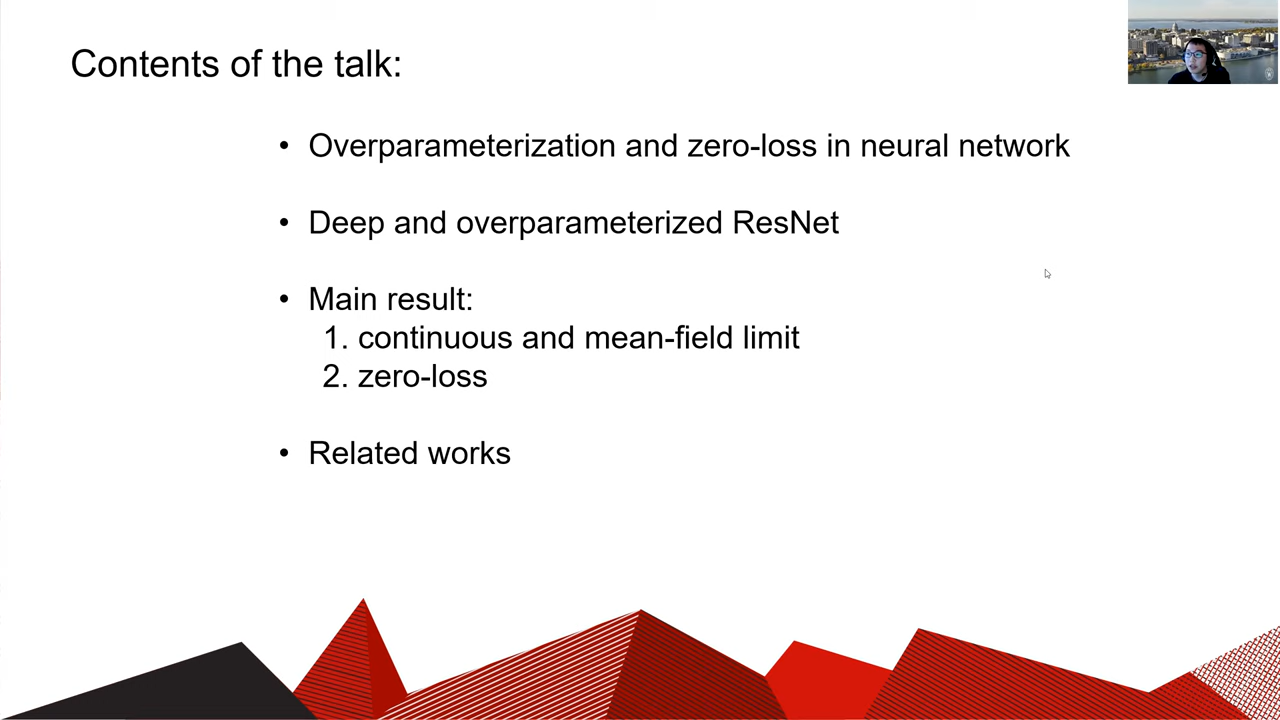 Contents of the talk:
• Overparameterization and zero-loss in neural network
• Deep and overparameterized ResNet
• Main result:
1. continuous and mean-field limit
2. zero-loss
• Related works